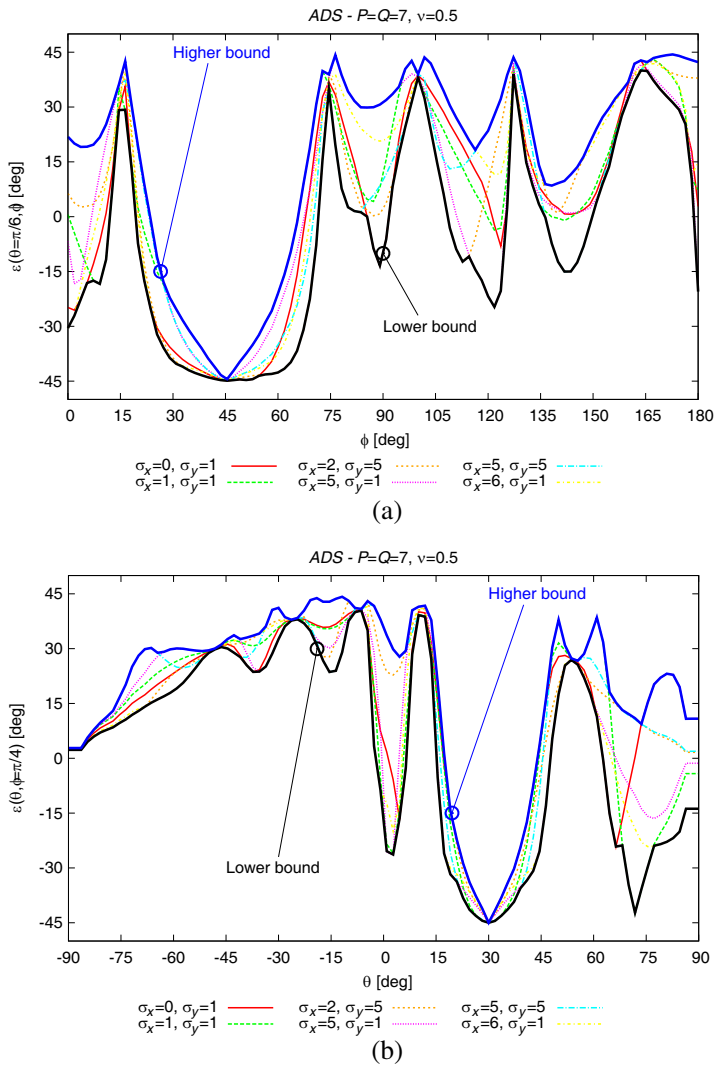 ADS - P=Q=7, ν=0.5
Higher bound
Lower bound
ε(θ=π/6,ϕ) [deg]
45
30
15
0
-15
-30
-45
0 15 30 45 60 75 90 105 120 135 150 165 180
ϕ [deg]
σx=0, σy=1 σx=2, σy=5 σx=5, σy=5
σx=1, σy=1 σx=5, σy=1 σx=6, σy=1
(a)
ADS - P=Q=7, ν=0.5
Higher bound
Lower bound
ε(θ,ϕ=π/4) [deg]
45
30
15
0
-15
-30
-45
-90 -75 -60 -45 -30 -15 0 15 30 45 60 75 90
θ [deg]
σx=0, σy=1 σx=2, σy=5 σx=5, σy=5
σx=1, σy=1 σx=5, σy=1 σx=6, σy=1
(b)